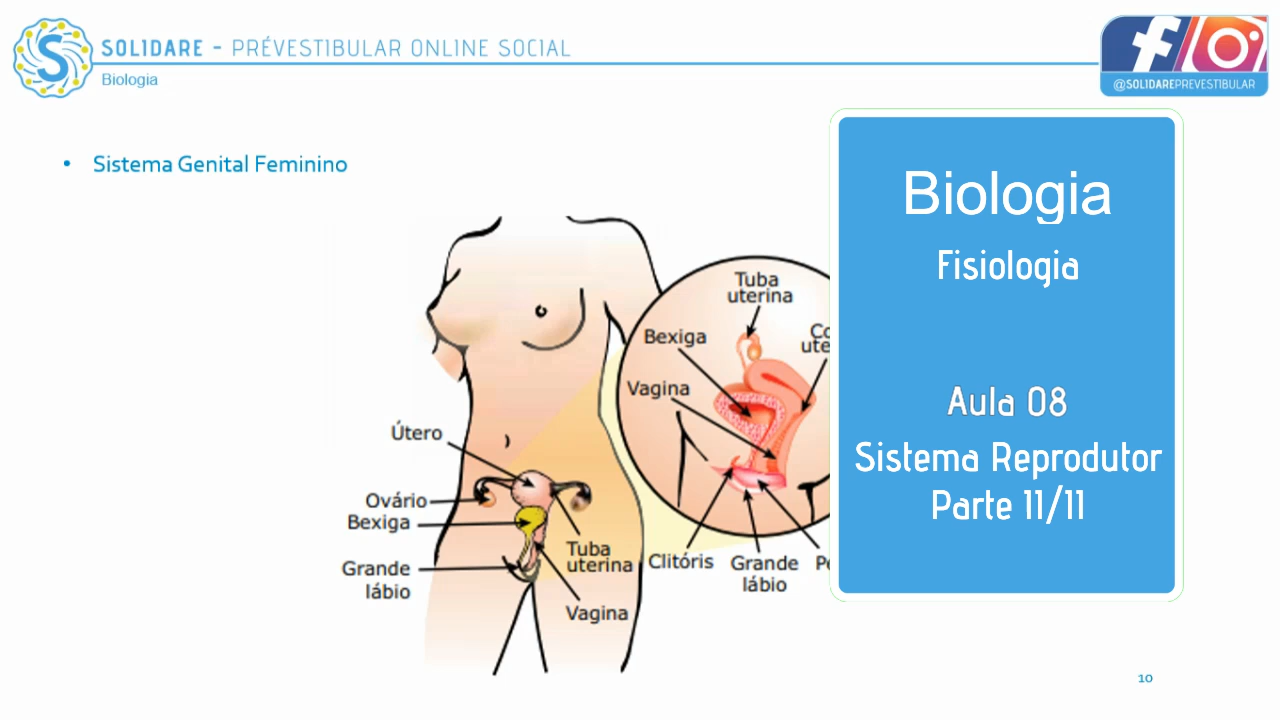 SOLIDARE - PRÉVESTIBULAR ONLINE SOCIAL
Biologia
@SOLIDAREPREVESTIBULAR
• Sistema Genital Feminino
Biologia
Fisiologia
Aula 08
Sistema Reprodutor
Parte 11/11
Tuba
uterina
Bexiga
Vagina
Útero
Ovário
Bexiga
Grande
lábio
Tuba
uterina
Vagina
Clitóris
Grande
lábio
10